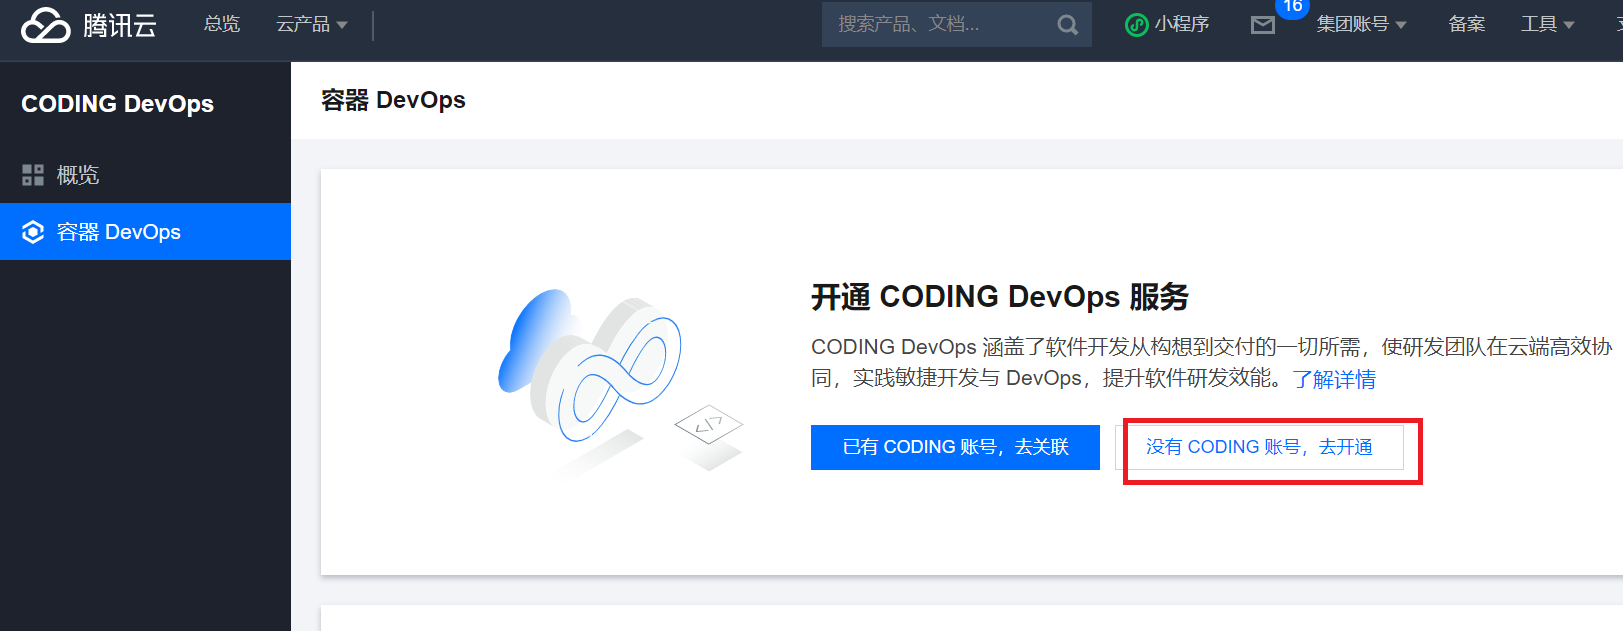 腾讯云
总览
云产品
搜索产品、文档...
小程序
16
集团账号
备案
工具
CODING DevOps
概览
容器 DevOps
容器 DevOps
开通 CODING DevOps 服务
CODING DevOps 涵盖了软件开发从构想到交付的一切所需，使研发团队在云端高效协
同，实践敏捷开发与 DevOps，提升软件研发效能。了解详情
</>
已有 CODING 账号，去关联
没有 CODING 账号，去开通